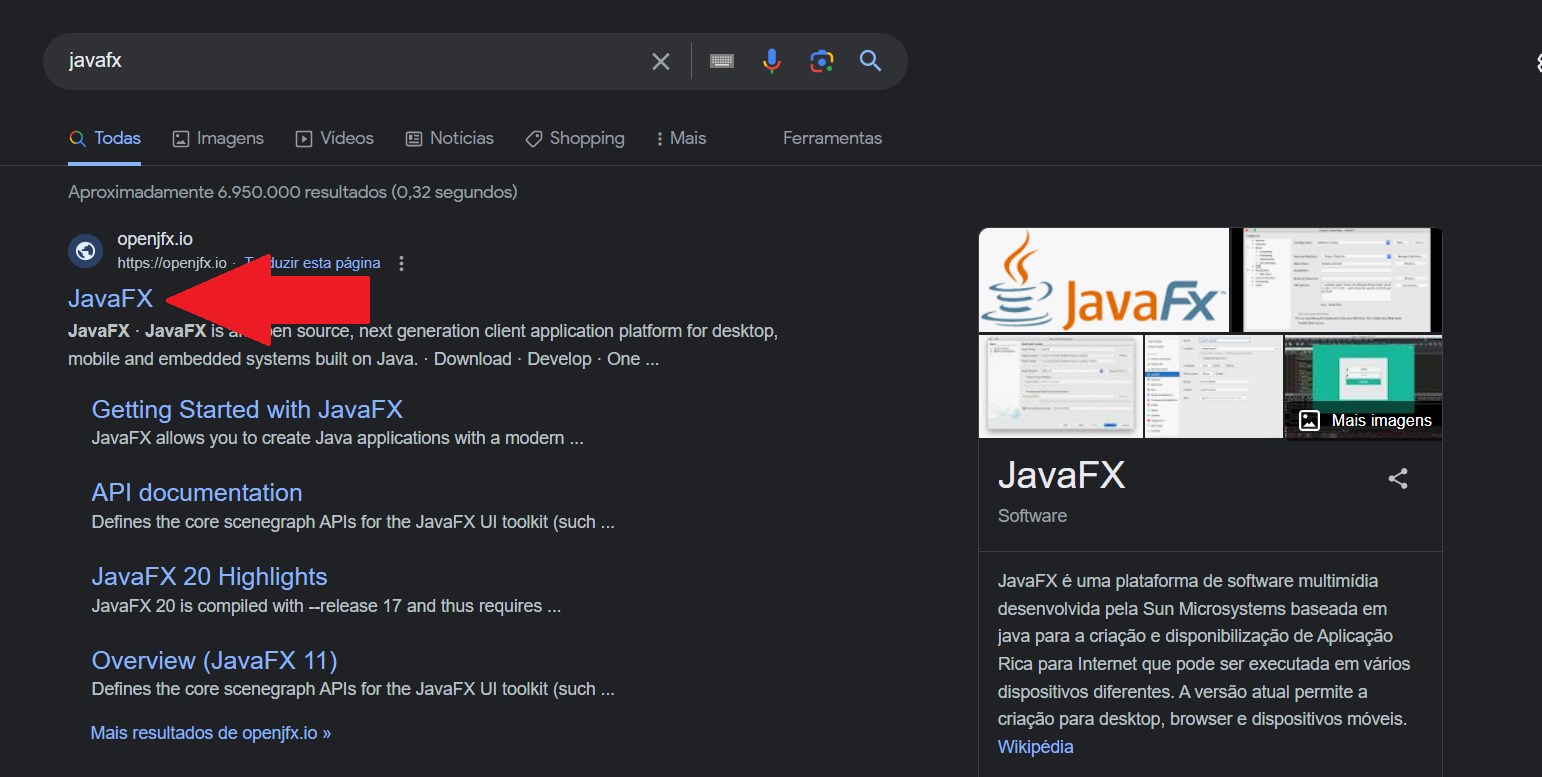 javafx
Todas
Imagens
Vídeos
Notícias
Shopping
Mais
Ferramentas
Aproximadamente 6.950.000 resultados (0,32 segundos)
openjfx.io
https://openjfx.io · esta página
JavaFX
JavaFX · JavaFX is source, next generation client application platform for desktop,
mobile and embedded systems built on Java. · Download · Develop · One ...
Getting Started with JavaFX
JavaFX allows you to create Java applications with a modern ...
API documentation
Defines the core scenegraph APIs for the JavaFX UI toolkit (such ...
JavaFX 20 Highlights
JavaFX 20 is compiled with --release 17 and thus requires ...
Overview (JavaFX 11)
Defines the core scenegraph APIs for the JavaFX UI toolkit (such ...
Mais resultados de openjfx.io »
JavaFX™
Mais imagens
JavaFX
Software
JavaFX é uma plataforma de software multimídia
desenvolvida pela Sun Microsystems baseada em
java para a criação e disponibilização de Aplicação
Rica para Internet que pode ser executada em vários
dispositivos diferentes. A versão atual permite a
criação para desktop, browser e dispositivos móveis.
Wikipédia